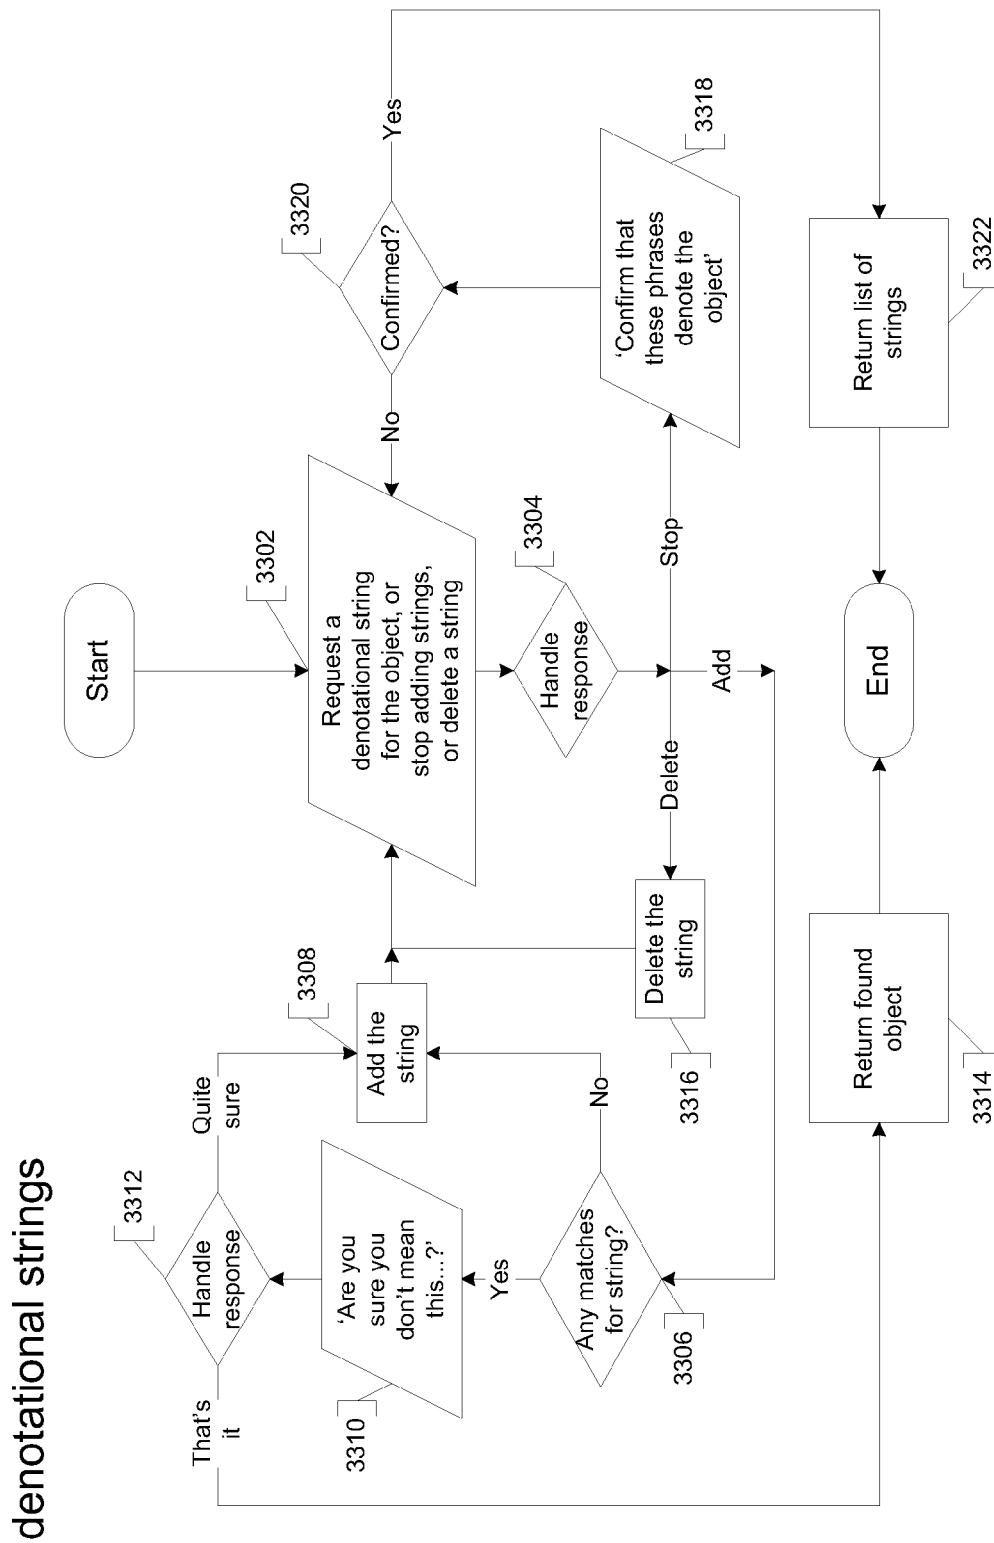 denotational strings
Start
3302
Request a
denotational string
for the object, or
stop adding strings,
or delete a string
3304
Handle
response
Stop
Add
Delete
3320
Confirmed?
Yes
No
3318
'Confirm that
these phrases
denote the
object'
3322
Return list of
strings
End
3308
Add the
string
Delete the
string
3316
3312
Handle
response
Quite
sure
That's
it
3310
'Are you
sure you
don't mean
this...?'
Yes
No
Any matches
for string?
3306
Return found
object
3314